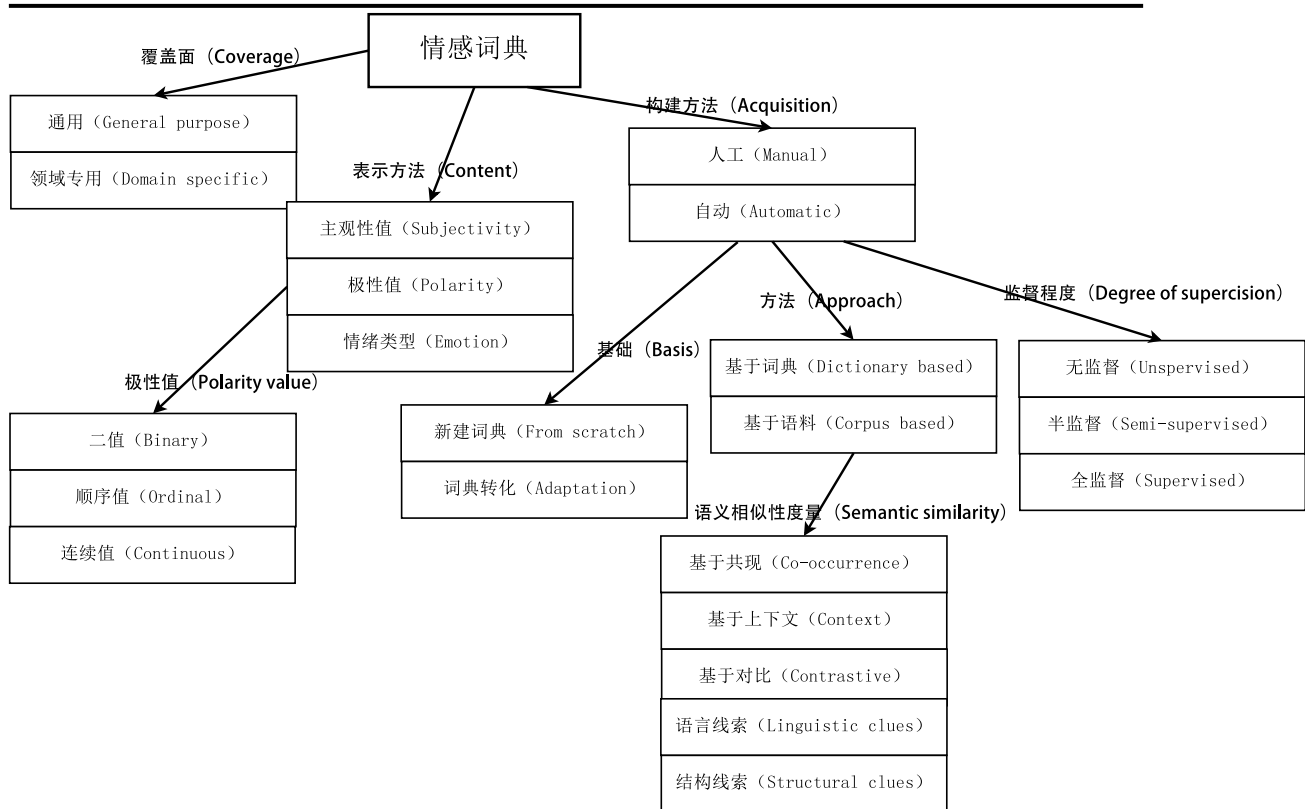 情感词典
覆盖面（Coverage）
通用（General purpose）
领域专用（Domain specific）
表示方法（Content）
主观性值（Subjectivity）
极性值（Polarity）
情绪类型（Emotion）
极性值（Polarity value）
二值（Binary）
顺序值（Ordinal）
连续值（Continuous）
构建方法（Acquisition）
人工（Manual）
自动（Automatic）
基础（Basis）
新建词典（From scratch）
词典转化（Adaptation）
方法（Approach）
基于词典（Dictionary based）
基于语料（Corpus based）
语义相似性度量（Semantic similarity）
基于共现（Co-occurrence）
基于上下文（Context）
基于对比（Contrastive）
语言线索（Linguistic clues）
结构线索（Structural clues）
监督程度（Degree of supercision）
无监督（Unspervised）
半监督（Semi-supervised）
全监督（Supervised）